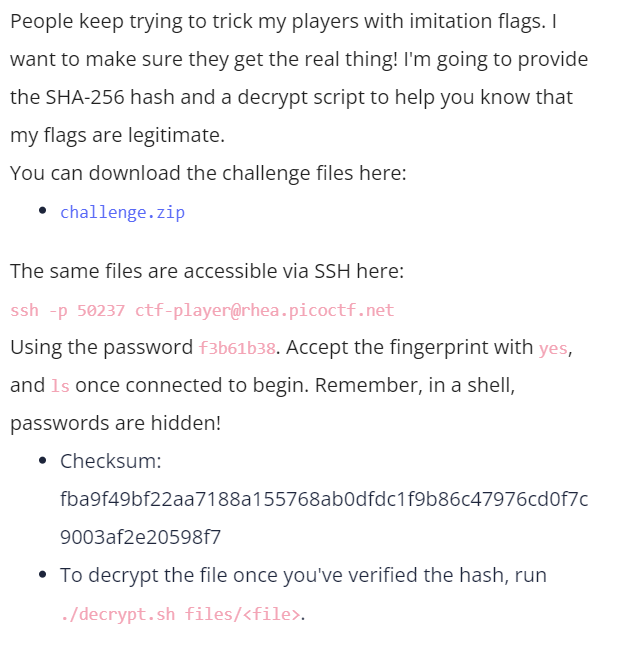 People keep trying to trick my players with imitation flags. I
want to make sure they get the real thing! I'm going to provide
the SHA-256 hash and a decrypt script to help you know that
my flags are legitimate.
You can download the challenge files here:
• challenge.zip
The same files are accessible via SSH here:
ssh -p 50237 ctf-player@rhea.picoctf.net
Using the password f3b61b38. Accept the fingerprint with yes,
and ls once connected to begin. Remember, in a shell,
passwords are hidden!
• Checksum:
fba9f49bf22aa7188a155768ab0dfdc1f9b86c47976cd0f7c
9003af2e20598f7
• To decrypt the file once you've verified the hash, run
./decrypt.sh files/<file>.